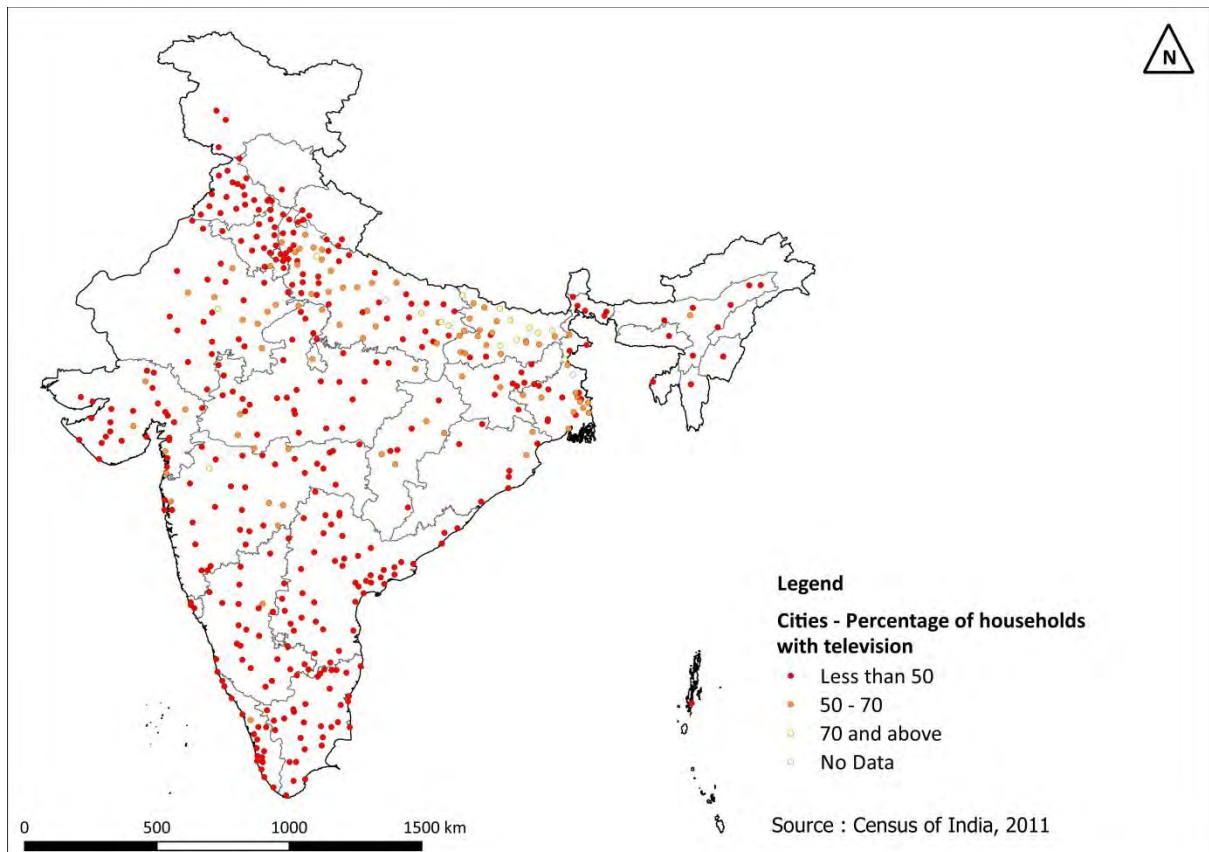 N
Legend
Cities - Percentage of households
with television
Less than 50
50 - 70
70 and above
No Data
0 500 1000 1500 km
Source : Census of India, 2011